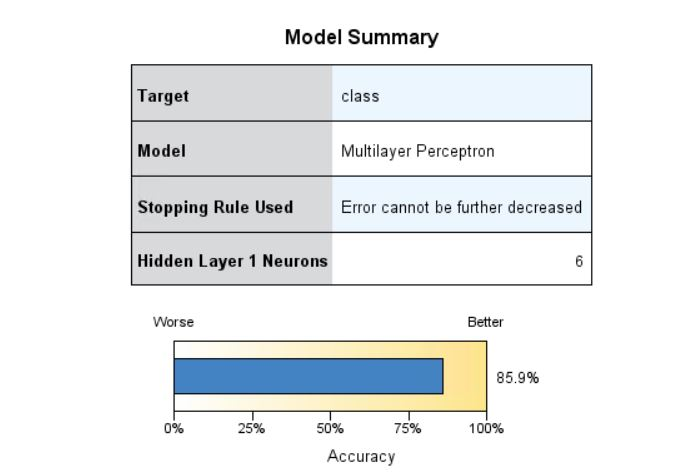 Model Summary
Target class
Model Multilayer Perceptron
Stopping Rule Used Error cannot be further decreased
Hidden Layer 1 Neurons 6
Worse Better
85.9%
0% 25% 50% 75% 100%
Accuracy